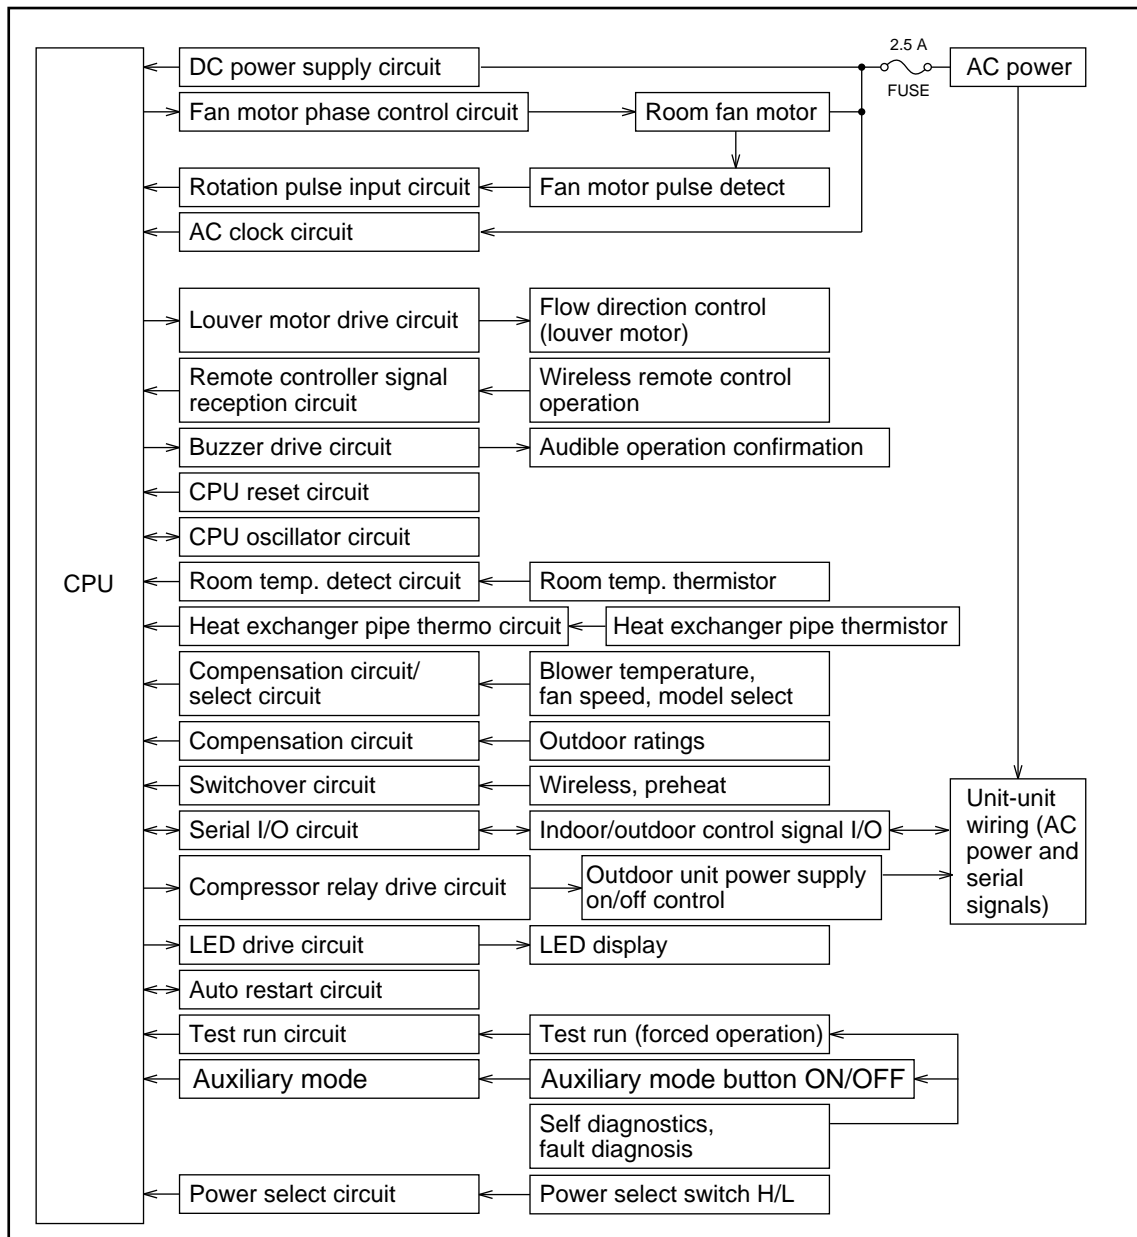 2.5 A
DC power supply circuit
AC power
FUSE
Fan motor phase control circuit
Room fan motor
Rotation pulse input circuit
Fan motor pulse detect
AC clock circuit
Louver motor drive circuit
Flow direction control
(louver motor)
Remote controller signal
reception circuit
Wireless remote control
operation
Buzzer drive circuit
Audible operation confirmation
CPU reset circuit
CPU oscillator circuit
CPU
Room temp. detect circuit
Room temp. thermistor
Heat exchanger pipe thermo circuit
Heat exchanger pipe thermistor
Compensation circuit/
select circuit
Blower temperature,
fan speed, model select
Compensation circuit
Outdoor ratings
Switchover circuit
Wireless, preheat
Serial I/O circuit
Indoor/outdoor control signal I/O
Unit-unit
wiring (AC
power and
serial
signals)
Compressor relay drive circuit
Outdoor unit power supply
on/off control
LED drive circuit
LED display
Auto restart circuit
Test run circuit
Test run (forced operation)
Auxiliary mode
Auxiliary mode button ON/OFF
Self diagnostics,
fault diagnosis
Power select circuit
Power select switch H/L